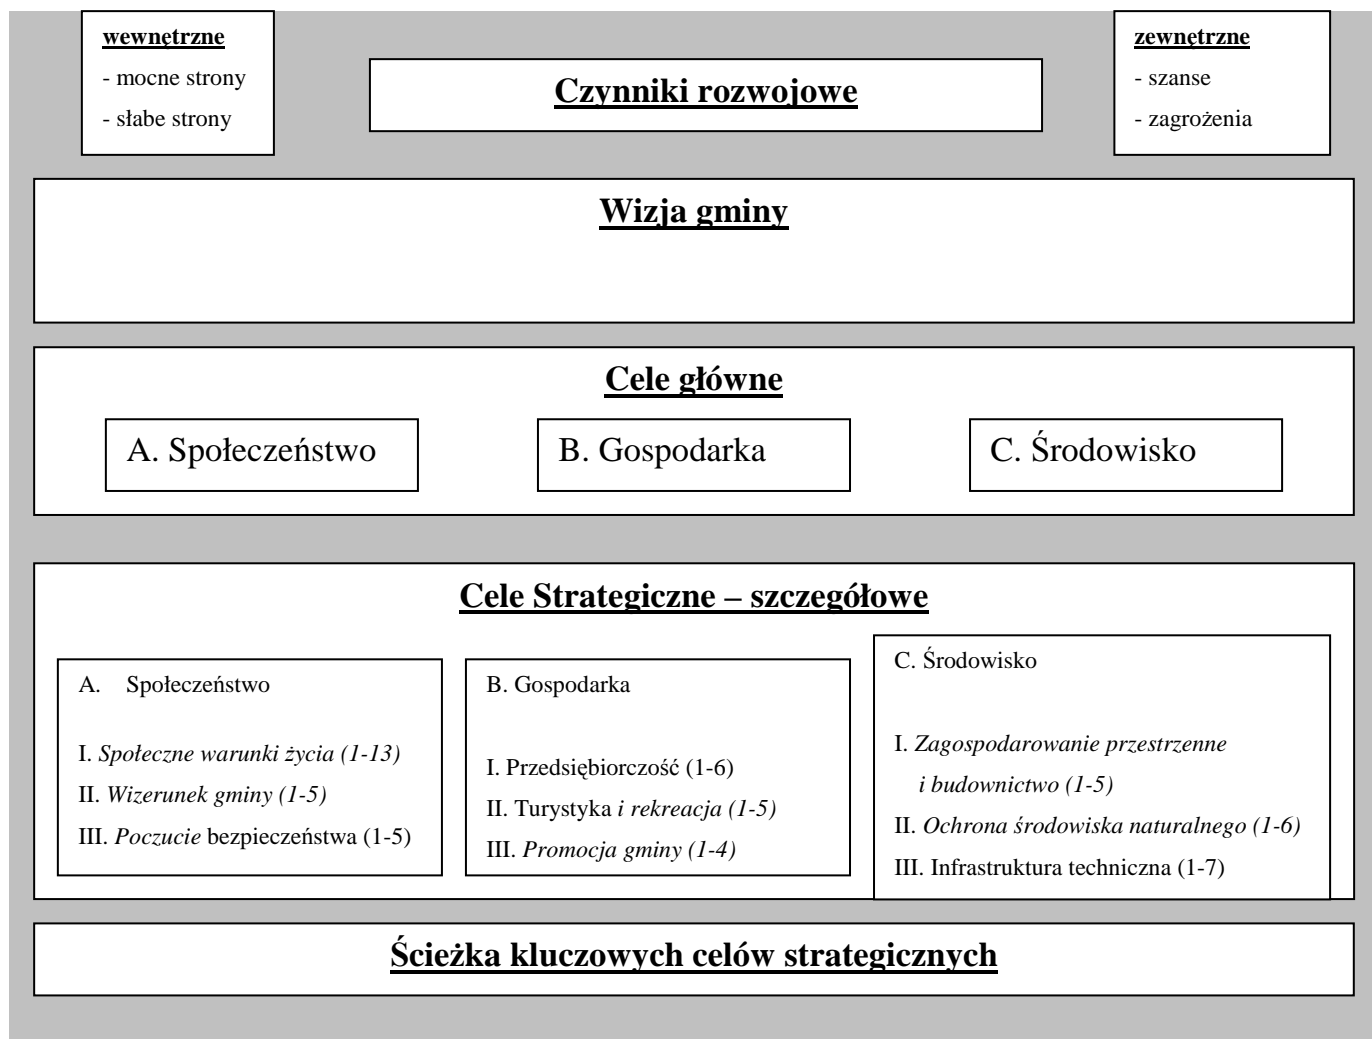 wewnętrzne
- mocne strony
- słabe strony
Czynniki rozwojowe
zewnętrzne
- szanse
- zagrożenia
Wizja gminy
Cele główne
A. Społeczeństwo
B. Gospodarka
C. Środowisko
Cele Strategiczne – szczegółowe
A. Społeczeństwo
I. Społeczne warunki życia (1-13)
II. Wizerunek gminy (1-5)
III. Poczucie bezpieczeństwa (1-5)
B. Gospodarka
I. Przedsiębiorczość (1-6)
II. Turystyka i rekreacja (1-5)
III. Promocja gminy (1-4)
C. Środowisko
I. Zagospodarowanie przestrzenne
i budownictwo (1-5)
II. Ochrona środowiska naturalnego (1-6)
III. Infrastruktura techniczna (1-7)
Ścieżka kluczowych celów strategicznych